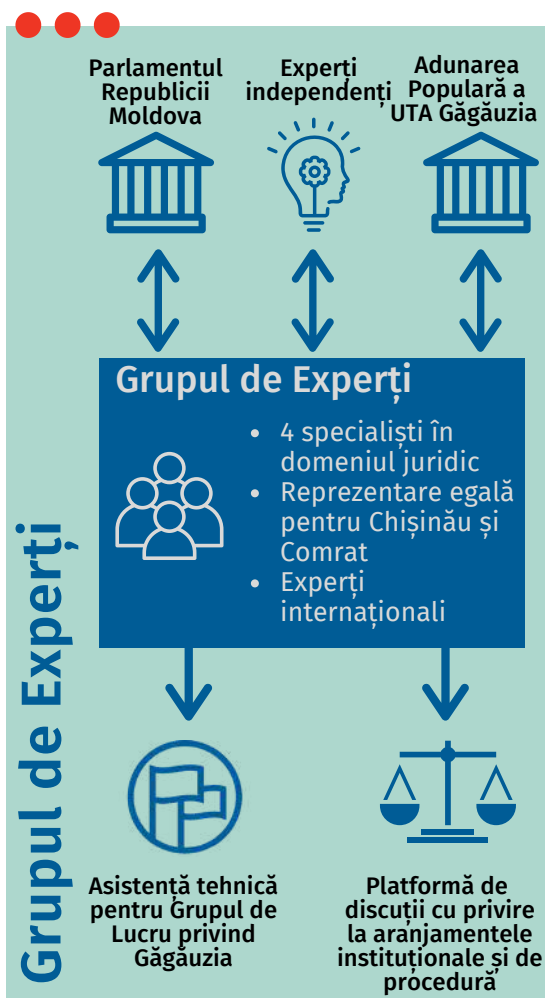 Parlamentul
Republicii
Moldova
Experți
independenți
Adunarea
Populară a
UTA Găgăuzia
Grupul de Experți
• 4 specialiști în
domeniul juridic
• Reprezentare egală
pentru Chișinău și
Comrat
• Experți
internaționali
Grupul de Experți
Asistență tehnică
pentru Grupul de
Lucru privind
Găgăuzia
Platformă de
discuții cu privire
la aranjamentele
instituționale și de
procedură